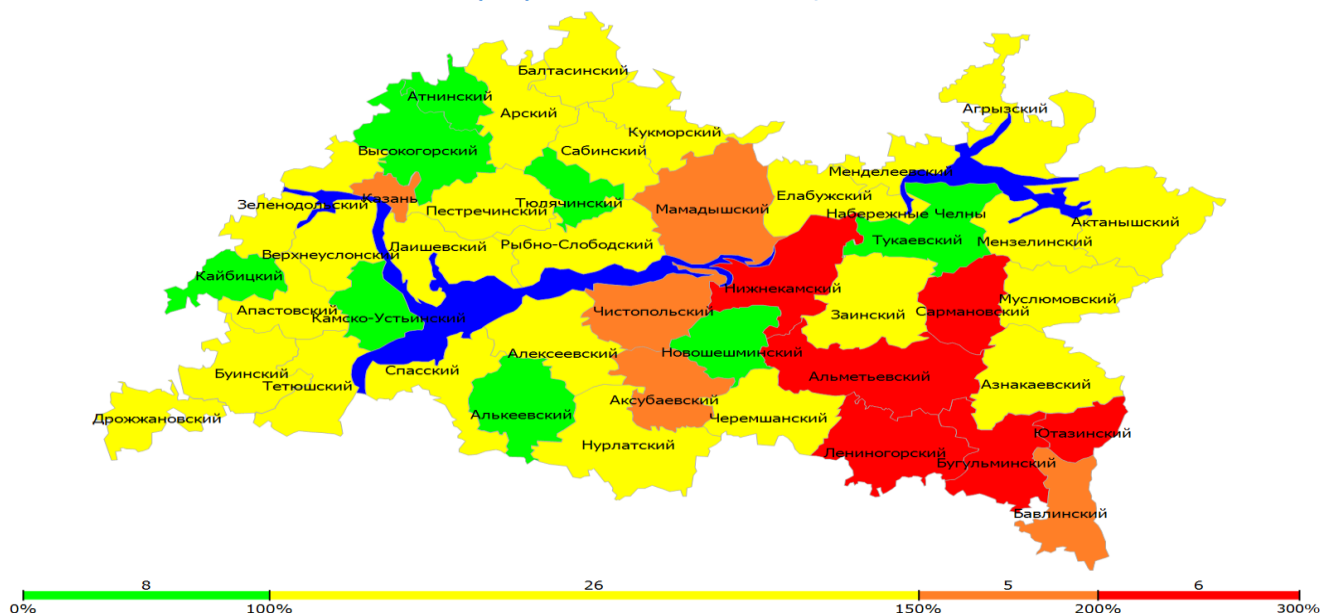 Балтасинский
Атнинский
Арский
Агрызский
Кукморский
Высокогорский
Сабинский
Менделеевский
Казань
Елабужский
Зеленодольский
Тюлячинский
Пестречинский
Мамадышский
Набережные Челны
Актанышский
Лаишевский
Рыбно-Слободский
Тукаевский
Мензелинский
Верхнеуслонский
Кайбицкий
Нижнекамский
Муслюмовский
Апастовский
Камско-Устьинский
Чистопольский
Заинский
Сармановский
Алексеевский
Новошешминский
Спасский
Буинский
Тетюшский
Альметьевский
Азнакаевский
Аксубаевский
Дрожжановский
Алькеевский
Черемшанский
Ютазинский
Нурлатский
Лениногорский
Бугульминский
Бавлинский
8 26 5 6
0% 100% 150% 200% 300%